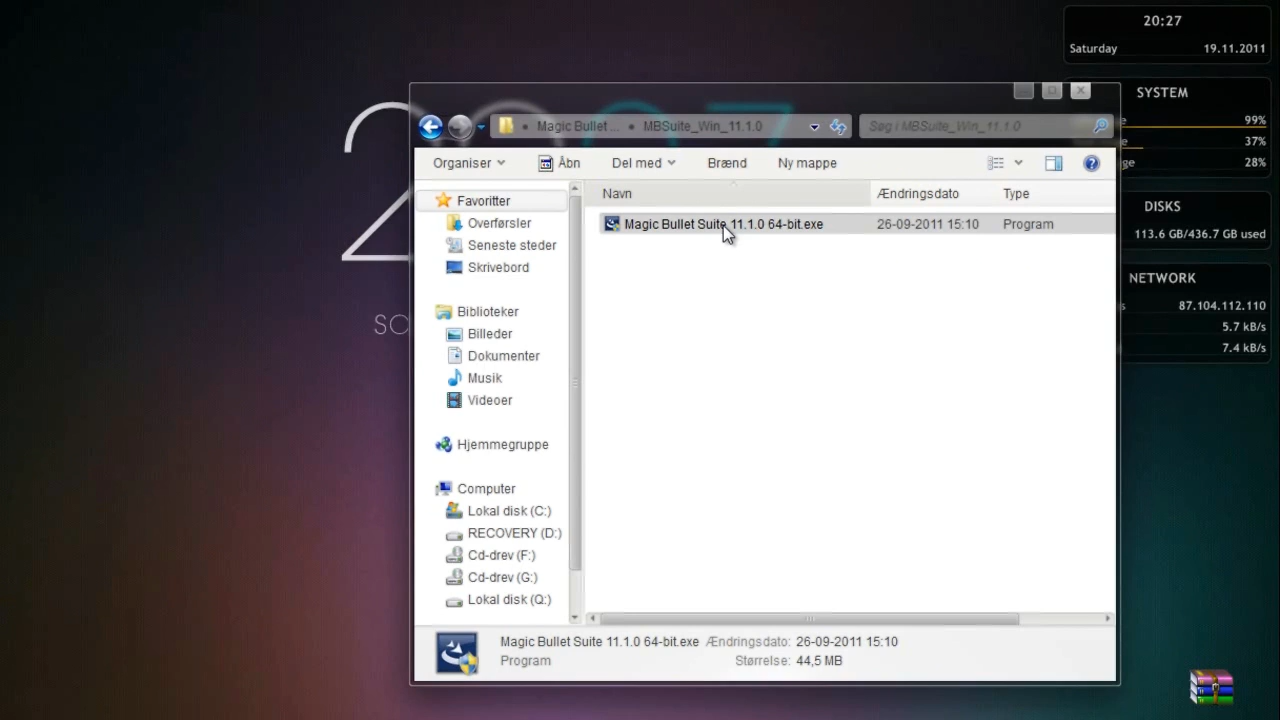 20:27
Saturday 19.11.2011
SYSTEM
e 99%
e 37%
ge 28%
DISKS
113.6 GB/436.7 GB used
NETWORK
s 87.104.112.110
5.7 kB/s
7.4 kB/s
SC
Magic Bullet ... MBSuite_Win_11.1.0
Søg i MBSuite_Win_11.1.0
Organiser Åbn Del med Brænd Ny mappe
Navn Ændringsdato Type
Magic Bullet Suite 11.1.0 64-bit.exe 26-09-2011 15:10 Program
Favoritter
Overførsler
Seneste steder
Skrivebord
Biblioteker
Billeder
Dokumenter
Musik
Videoer
Hjemmegruppe
Computer
Lokal disk (C:)
RECOVERY (D:)
Cd-drev (F:)
Cd-drev (G:)
Lokal disk (Q:)
Magic Bullet Suite 11.1.0 64-bit.exe Ændringsdato: 26-09-2011 15:10
Program Størrelse: 44,5 MB